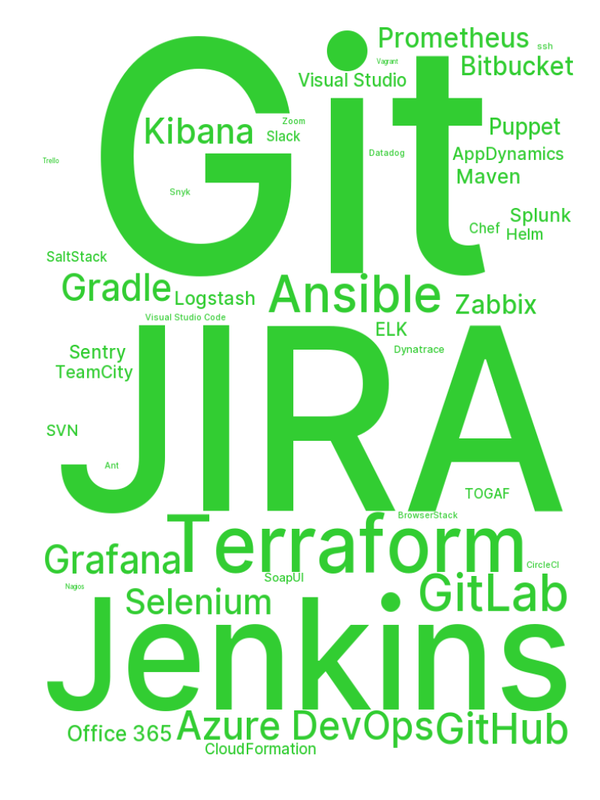 Prometheus
ssh
Git
Vagrant
Bitbucket
Visual Studio
Kibana
Zoom
Slack
Puppet
Datadog
AppDynamics
Trello
Maven
Snyk
Splunk
Chef
Helm
SaltStack
Gradle
Logstash
Ansible
Zabbix
Visual Studio Code
ELK
Sentry
Dynatrace
TeamCity
JIRA
SVN
Ant
TOGAF
BrowserStack
Terraform
Grafana
CircleCI
SoapUI
Nagios
GitLab
Selenium
Jenkins
Office 365
Azure DevOps
GitHub
CloudFormation